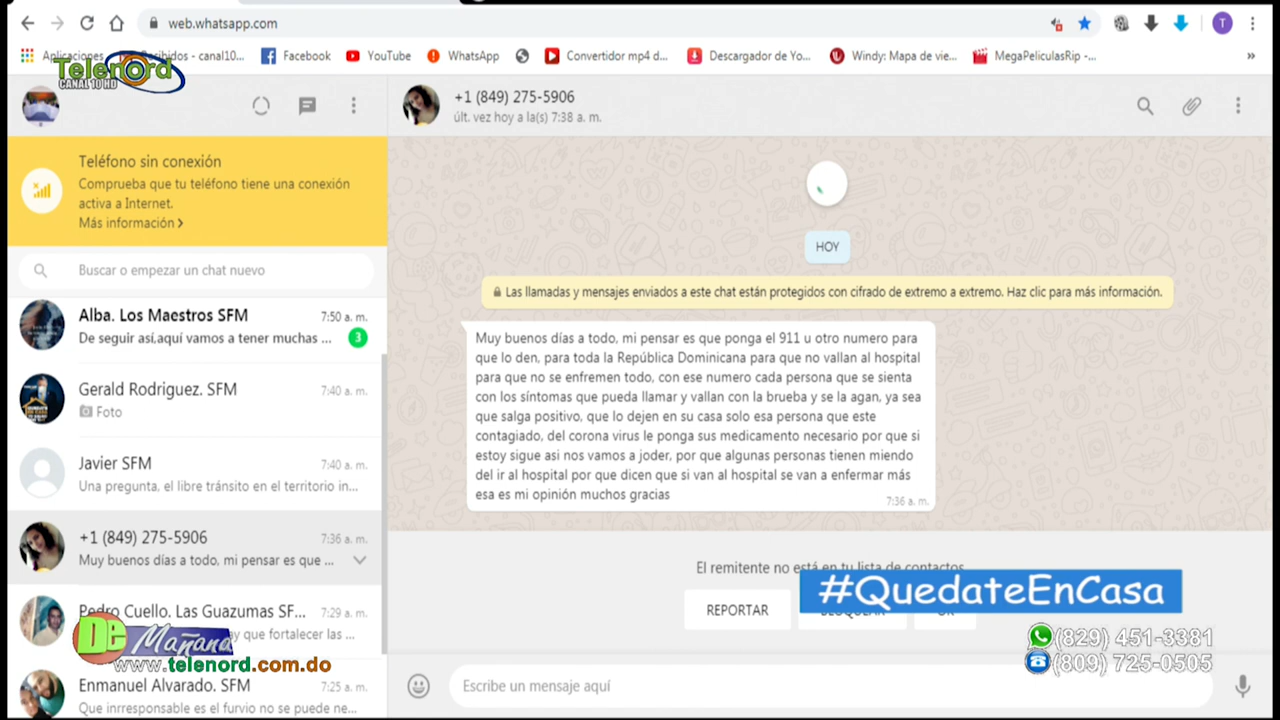 web.whatsapp.com
T
Aplicaciones
Recibidos - canal10...
Facebook
YouTube
WhatsApp
Convertidor mp4 d...
Descargador de Yo...
Windy: Mapa de vie...
MegaPeliculasRip -...
»
Telenord
CANAL 10 HD
+1 (849) 275-5906
últ. vez hoy a la(s) 7:38 a. m.
Teléfono sin conexión
Comprueba que tu teléfono tiene una conexión
activa a Internet.
Más información >
Buscar o empezar un chat nuevo
Alba. Los Maestros SFM
7:50 a. m.
De seguir así,aquí vamos a tener muchas ...
3
Gerald Rodriguez. SFM
7:40 a. m.
Foto
Javier SFM
7:40 a. m.
Una pregunta, el libre tránsito en el territorio in...
+1 (849) 275-5906
7:36 a. m.
Muy buenos días a todo, mi pensar es que ...
Pedro Cuello. Las Guazumas SF...
7:29 a. m.
ay que fortalecer las ...
De Mañana
www.telenord.com.do
Enmanuel Alvarado. SFM
7:25 a. m.
Que inrresponsable es el furvio no se puede ne...
HOY
Las llamadas y mensajes enviados a este chat están protegidos con cifrado de extremo a extremo. Haz clic para más información.
Muy buenos días a todo, mi pensar es que ponga el 911 u otro numero para
que lo den, para toda la República Dominicana para que no vallan al hospital
para que no se enfremen todo, con ese numero cada persona que se sienta
con los síntomas que pueda llamar y vallan con la brueba y se la agan, ya sea
que salga positivo, que lo dejen en su casa solo esa persona que este
contagiado, del corona virus le ponga sus medicamento necesario por que si
estoy sigue asi nos vamos a joder, por que algunas personas tienen miendo
del ir al hospital por que dicen que si van al hospital se van a enfermar más
esa es mi opinión muchos gracias
7:36 a. m.
El remitente no está en tu lista de contactos
#QuedateEnCasa
REPORTAR
BLOQUEAR
OK
(829) 451-3381
(809) 725-0505
Escribe un mensaje aquí